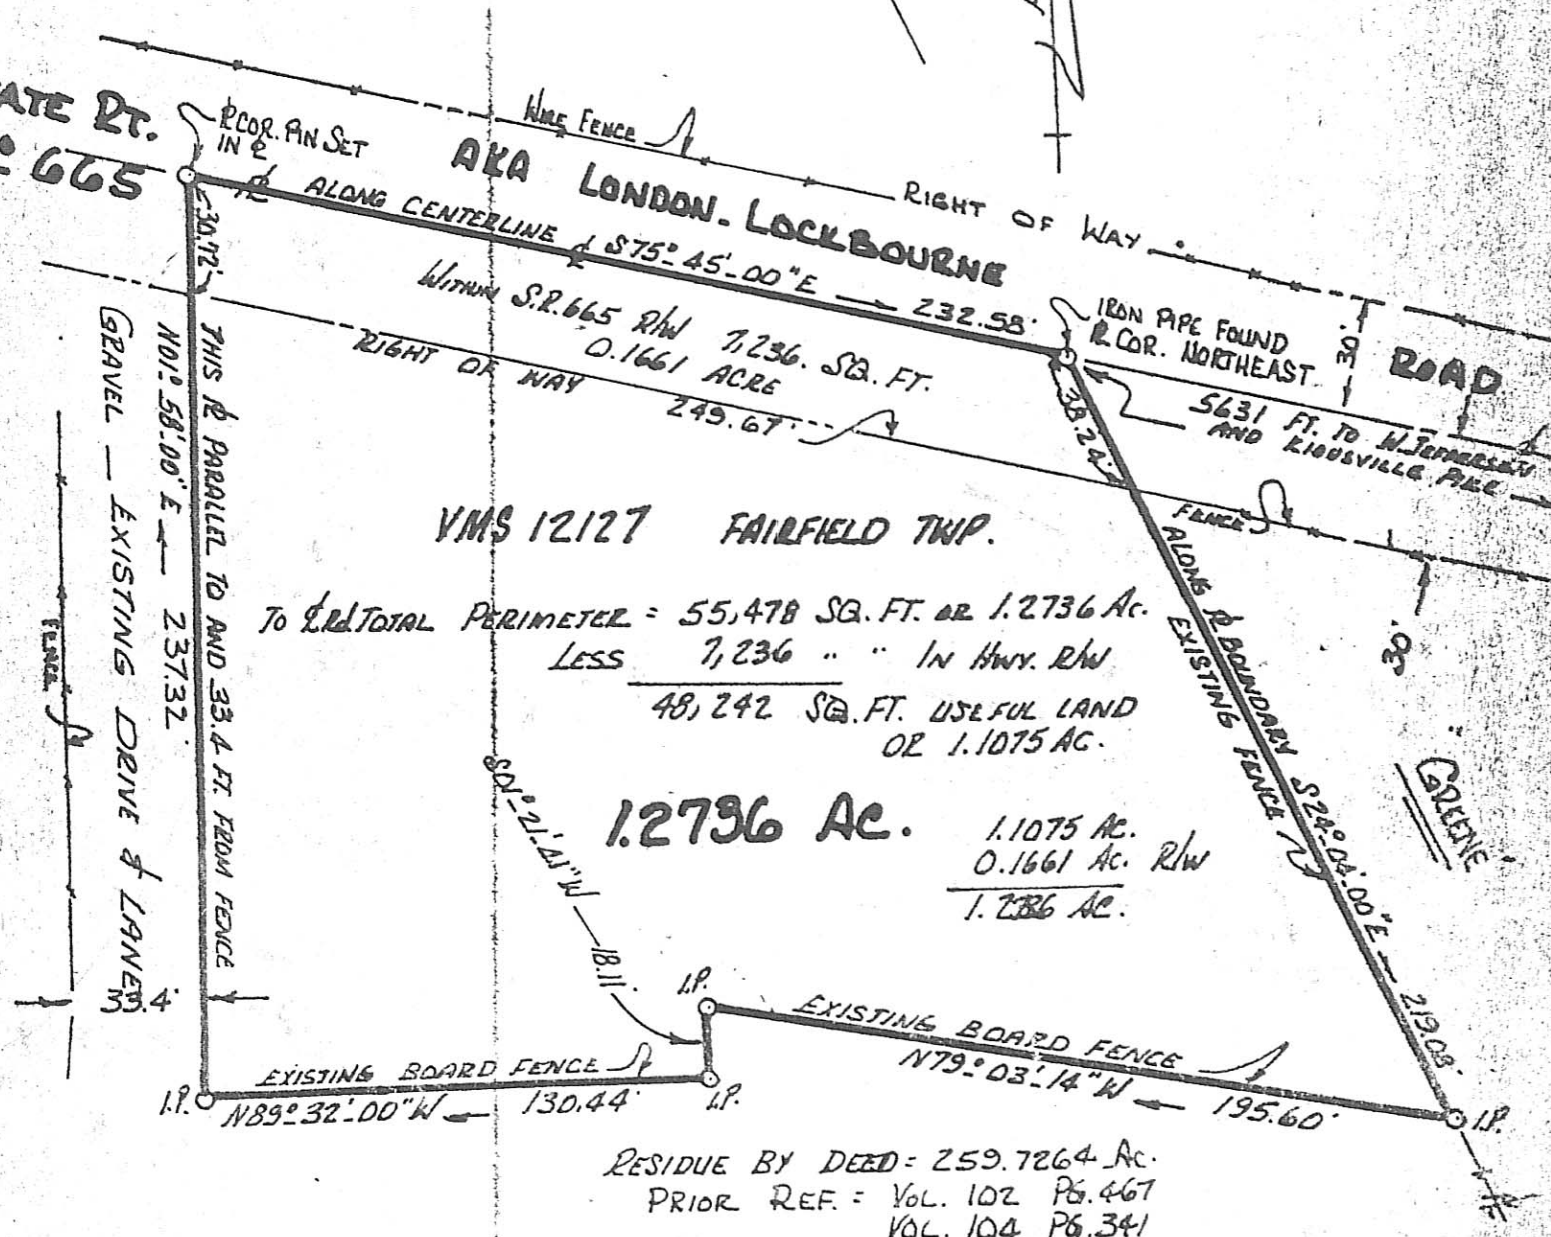 ATE RT.
№ 665
P COR. PIN SET
IN ℄
WIRE FENCE
AKA LONDON-LOCKBOURNE
RIGHT OF WAY
℄ ALONG CENTERLINE ℄ S75°-45'-00"E 232.58'
30.72'
WITHIN S.R.665 R/W 7,236. SQ. FT.
0.1661 ACRE
RIGHT OF WAY 249.67'
IRON PIPE FOUND
P COR. NORTHEAST
30'
ROAD
5631 FT. TO W. JEFFERSON
AND KIOUSVILLE PIKE
38.24'
FENCE
VMS 12127 FAIRFIELD TWP.
TO ℄ Rd TOTAL PERIMETER = 55,478 SQ. FT. OR 1.2736 AC.
LESS 7,236 " " IN HWY. R/W
48,242 SQ. FT. USEFUL LAND
OR 1.1075 AC.
1.2736 AC.
1.1075 AC.
0.1661 AC. R/W
1.2736 AC.
THIS ⅊ PARALLEL TO AND 33.4 FT. FROM FENCE
N01°-58'-00"E 237.32'
GRAVEL — EXISTING DRIVE & LANE
FENCE
33.4'
S01°-21'-41"W 18.11'
ALONG ⅊ BOUNDARY S24°-04'-00"E 219.03'
EXISTING FENCE
30'
"GREENE"
I.P.
EXISTING BOARD FENCE
N79°-03'-14"W 195.60'
I.P.
EXISTING BOARD FENCE
I.P.
N89°-32'-00"W 130.44'
I.P.
RESIDUE BY DEED = 259.7264 AC.
PRIOR REF. = VOL. 102 PG. 467
VOL. 104 PG. 341